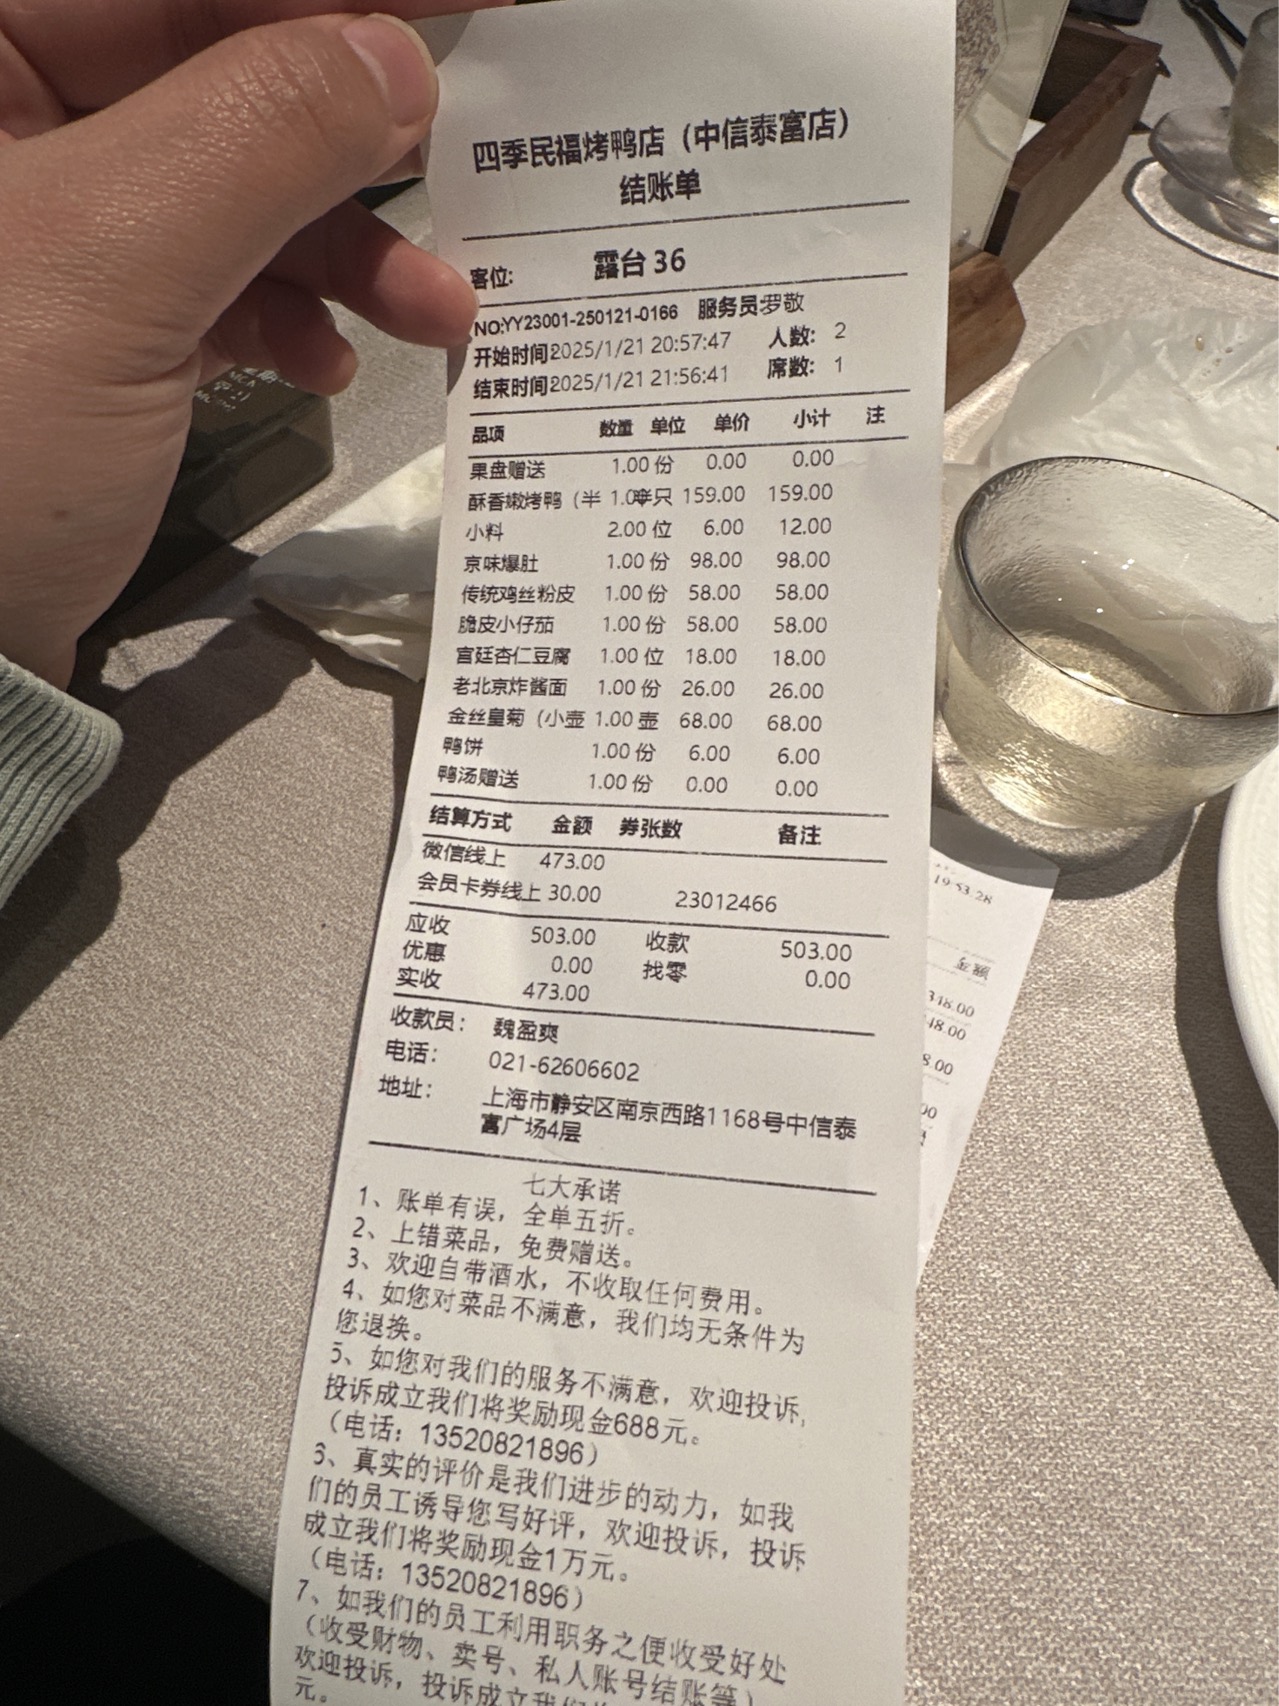 四季民福烤鸭店（中信泰富店）
结账单
客位: 露台 36
NO:YY23001-250121-0166 服务员:罗敬
开始时间2025/1/21 20:57:47 人数: 2
结束时间2025/1/21 21:56:41 席数: 1
品项 数量 单位 单价 小计 注
果盘赠送 1.00 份 0.00 0.00
酥香嫩烤鸭（半 1.00半只 159.00 159.00
小料 2.00 位 6.00 12.00
京味爆肚 1.00 份 98.00 98.00
传统鸡丝粉皮 1.00 份 58.00 58.00
脆皮小仔茄 1.00 份 58.00 58.00
宫廷杏仁豆腐 1.00 位 18.00 18.00
老北京炸酱面 1.00 份 26.00 26.00
金丝皇菊（小壶 1.00 壶 68.00 68.00
鸭饼 1.00 份 6.00 6.00
鸭汤赠送 1.00 份 0.00 0.00
结算方式 金额 券张数 备注
微信线上 473.00
会员卡券线上 30.00 23012466
应收 503.00 收款 503.00
优惠 0.00 找零 0.00
实收 473.00
收款员： 魏盈爽
电话： 021-62606602
地址： 上海市静安区南京西路1168号中信泰
富广场4层
七大承诺
1、账单有误，全单五折。
2、上错菜品，免费赠送。
3、欢迎自带酒水，不收取任何费用。
4、如您对菜品不满意，我们均无条件为
您退换。
5、如您对我们的服务不满意，欢迎投诉,
投诉成立我们将奖励现金688元。
（电话：13520821896）
6、真实的评价是我们进步的动力，如我
们的员工诱导您写好评，欢迎投诉，投诉
成立我们将奖励现金1万元。
（电话：13520821896）
7、如我们的员工利用职务之便收受好处
（收受财物、卖号、私人账号结账等）
欢迎投诉，投诉成立我们
元。
19:53:28
金额
348.00
48.00
8.00
00